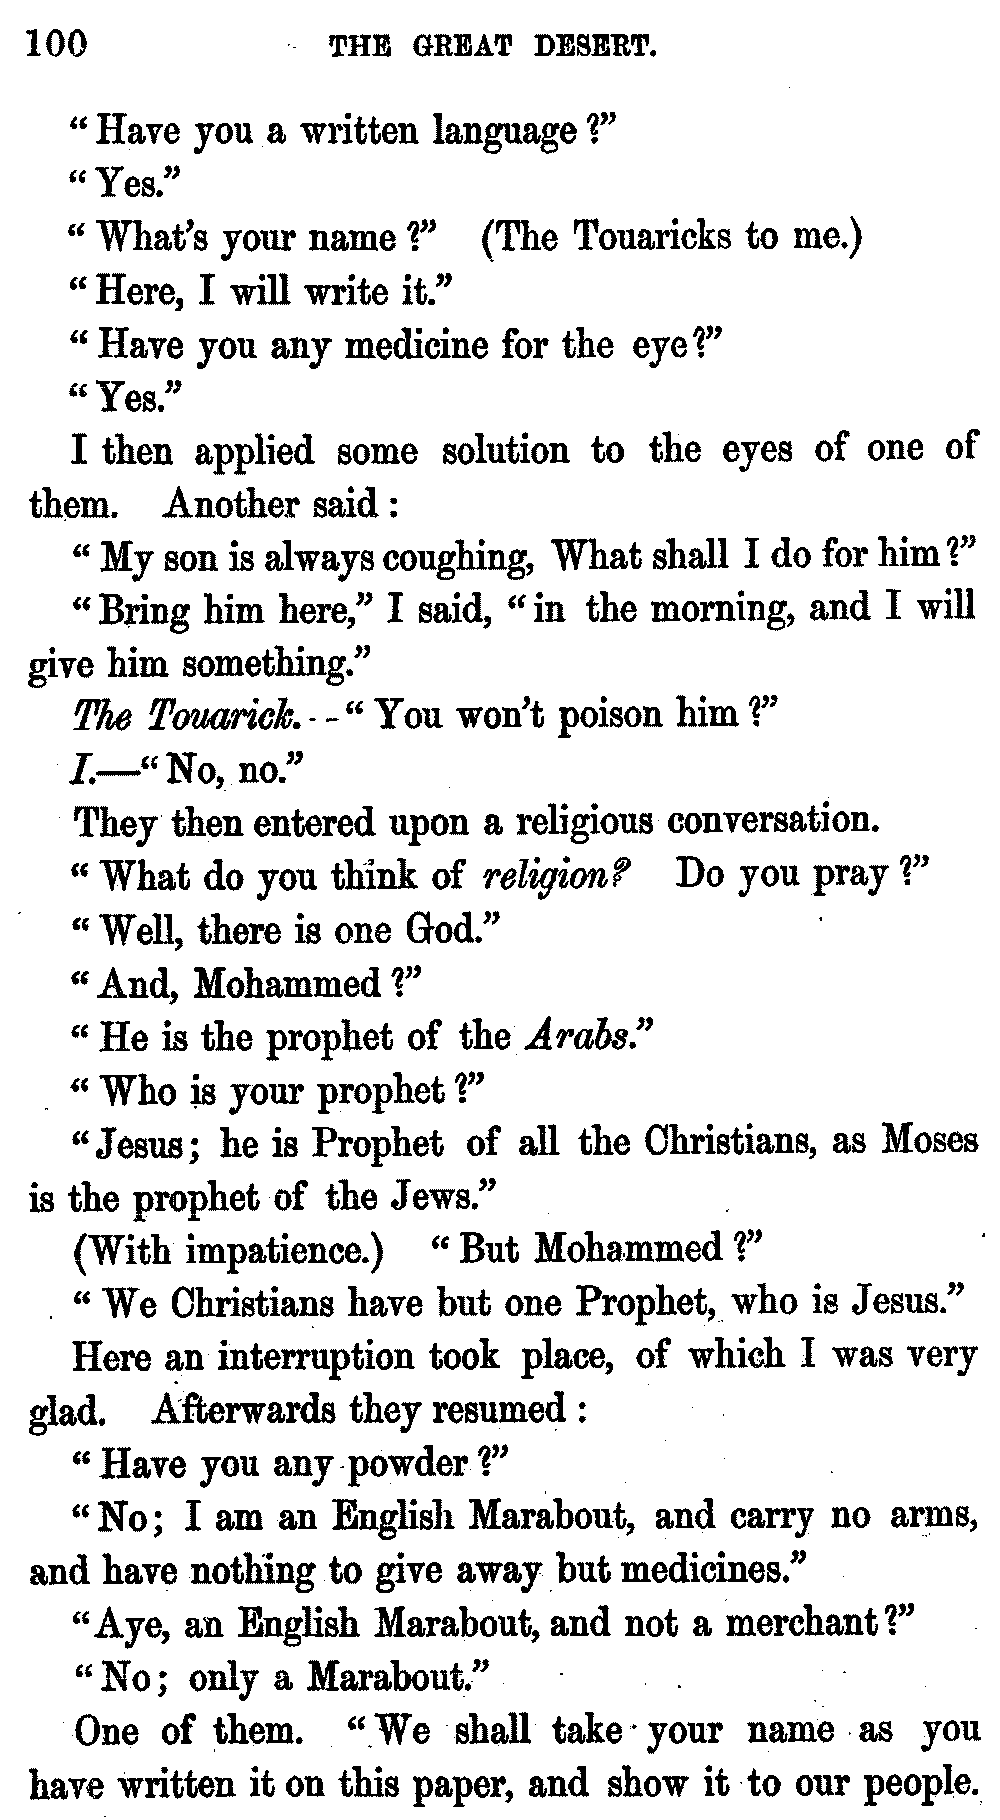 100 THE GREAT DESERT.
“Have you a written language?”
“Yes.”
“What's your name?” (The Touaricks to me.)
“Here, I will write it.”
“Have you any medicine for the eye?”
“Yes.”
I then applied some solution to the eyes of one of
them. Another said:
“My son is always coughing, What shall I do for him?”
“Bring him here,” I said, “in the morning, and I will
give him something.”
The Touarick.--“You won't poison him?”
I.—“No, no.”
They then entered upon a religious conversation.
“What do you think of religion? Do you pray?”
“Well, there is one God.”
“And, Mohammed?”
“He is the prophet of the Arabs.”
“Who is your prophet?”
“Jesus; he is Prophet of all the Christians, as Moses
is the prophet of the Jews.”
(With impatience.) “But Mohammed?”
“We Christians have but one Prophet, who is Jesus.”
Here an interruption took place, of which I was very
glad. Afterwards they resumed:
“Have you any powder?”
“No; I am an English Marabout, and carry no arms,
and have nothing to give away but medicines.”
“Aye, an English Marabout, and not a merchant?”
“No; only a Marabout.”
One of them. “We shall take your name as you
have written it on this paper, and show it to our people.